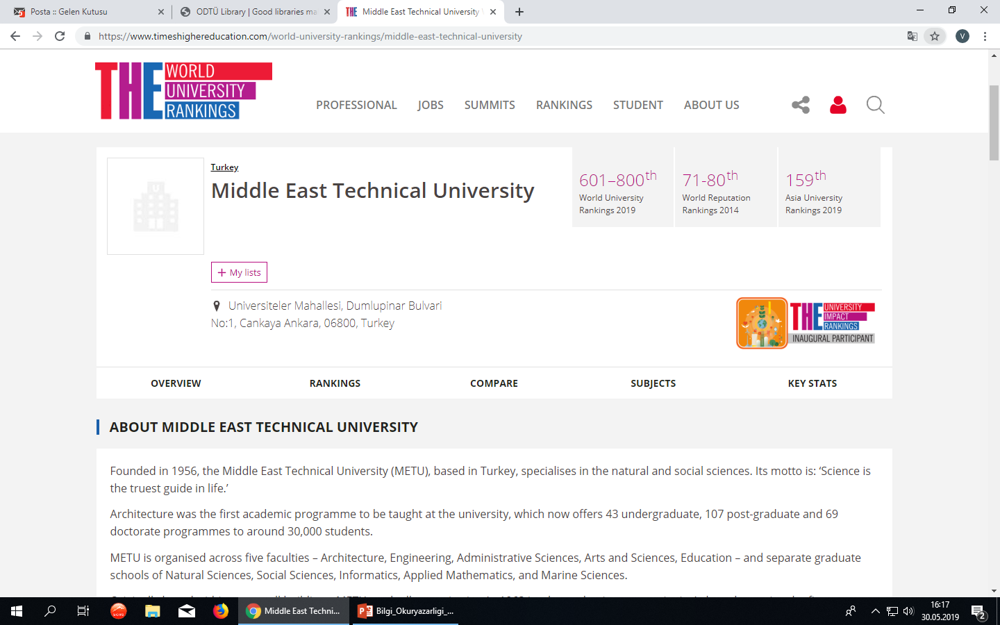 Posta :: Gelen Kutusu
ODTÜ Library | Good libraries ma
Middle East Technical University
https://www.timeshighereducation.com/world-university-rankings/middle-east-technical-university
V
THE WORLD UNIVERSITY RANKINGS
PROFESSIONAL JOBS SUMMITS RANKINGS STUDENT ABOUT US
Turkey
Middle East Technical University
601–800th
World University
Rankings 2019
71-80th
World Reputation
Rankings 2014
159th
Asia University
Rankings 2019
+ My lists
Universiteler Mahallesi, Dumlupinar Bulvari
No:1, Cankaya Ankara, 06800, Turkey
THE UNIVERSITY IMPACT RANKINGS
INAUGURAL PARTICIPANT
OVERVIEW RANKINGS COMPARE SUBJECTS KEY STATS
ABOUT MIDDLE EAST TECHNICAL UNIVERSITY
Founded in 1956, the Middle East Technical University (METU), based in Turkey, specialises in the natural and social sciences. Its motto is: ‘Science is
the truest guide in life.’
Architecture was the first academic programme to be taught at the university, which now offers 43 undergraduate, 107 post-graduate and 69
doctorate programmes to around 30,000 students.
METU is organised across five faculties – Architecture, Engineering, Administrative Sciences, Arts and Sciences, Education – and separate graduate
schools of Natural Sciences, Social Sciences, Informatics, Applied Mathematics, and Marine Sciences.
Middle East Techni...
Bilgi_Okuryazarligi_...
16:17
30.05.2019
2